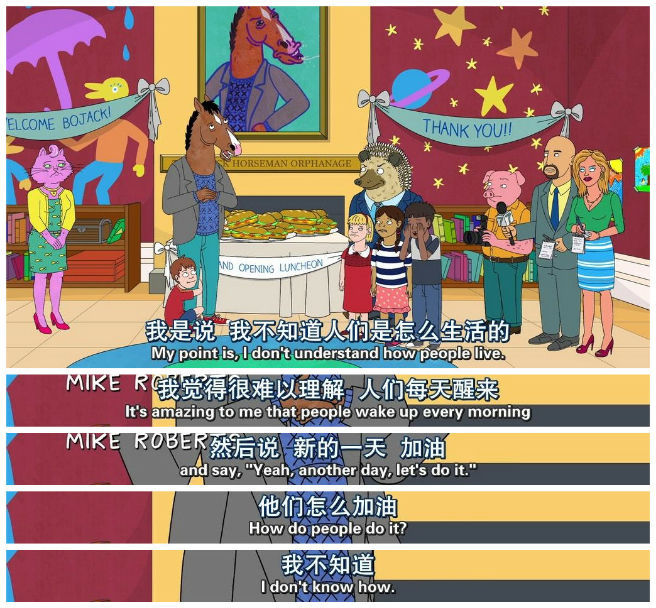 WELCOME BOJACK!
THANK YOU!!
HORSEMAN ORPHANAGE
AND OPENING LUNCHEON
我是说 我不知道人们是怎么生活的
My point is, I don't understand how people live.
我觉得很难以理解 人们每天醒来
It's amazing to me that people wake up every morning
MIKE ROBERTS
然后说 新的一天 加油
and say, "Yeah, another day, let's do it."
他们怎么加油
How do people do it?
我不知道
I don't know how.